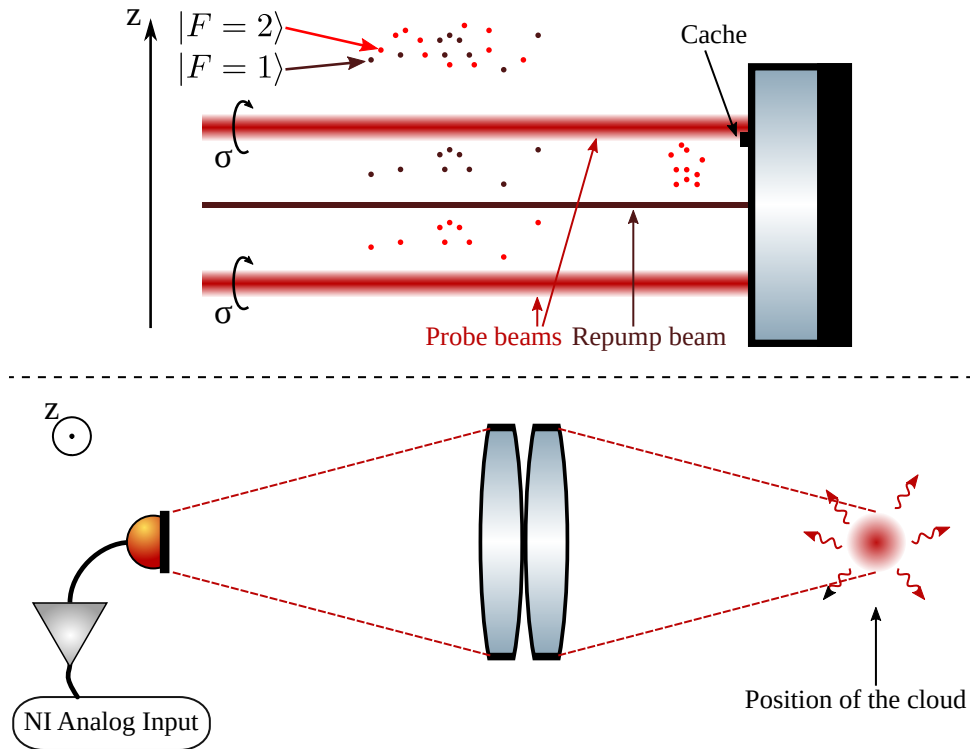 z
|F = 2⟩
|F = 1⟩
Cache
σ
σ
Probe beams
Repump beam
z
NI Analog Input
Position of the cloud